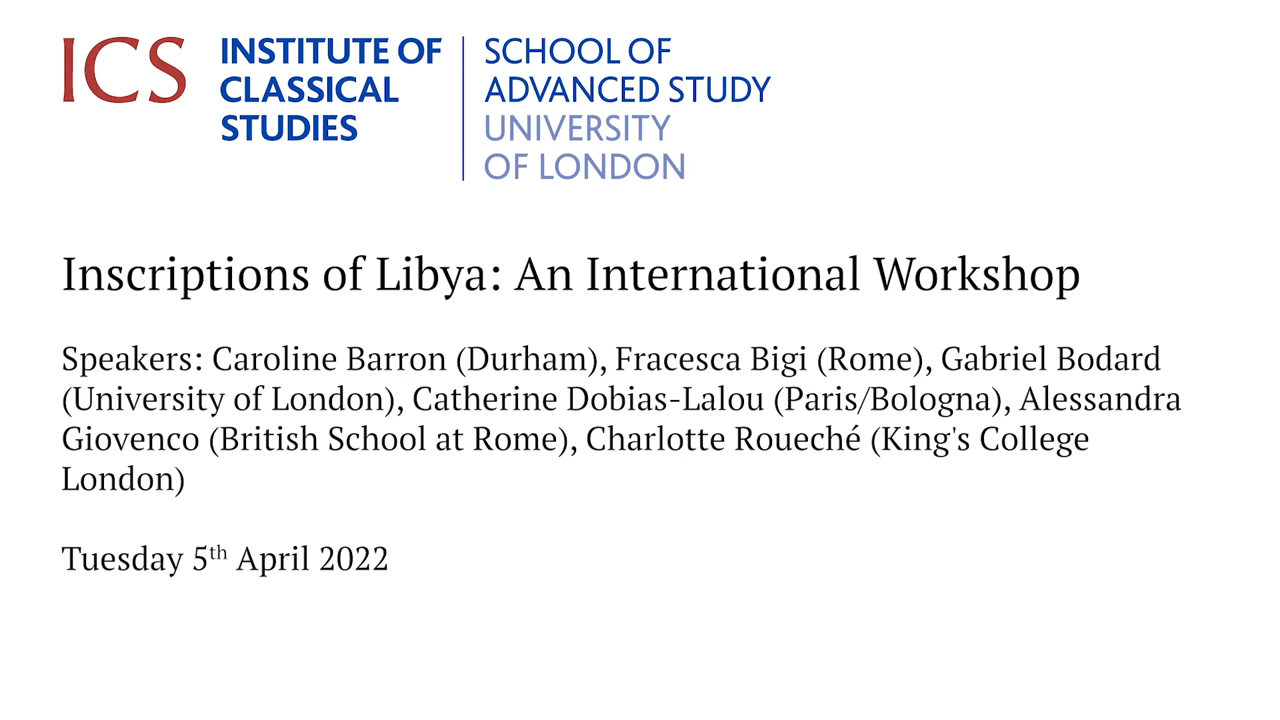 ICS
INSTITUTE OF
CLASSICAL
STUDIES
SCHOOL OF
ADVANCED STUDY
UNIVERSITY
OF LONDON
Inscriptions of Libya: An International Workshop
Speakers: Caroline Barron (Durham), Fracesca Bigi (Rome), Gabriel Bodard
(University of London), Catherine Dobias-Lalou (Paris/Bologna), Alessandra
Giovenco (British School at Rome), Charlotte Roueché (King's College
London)
Tuesday 5th April 2022